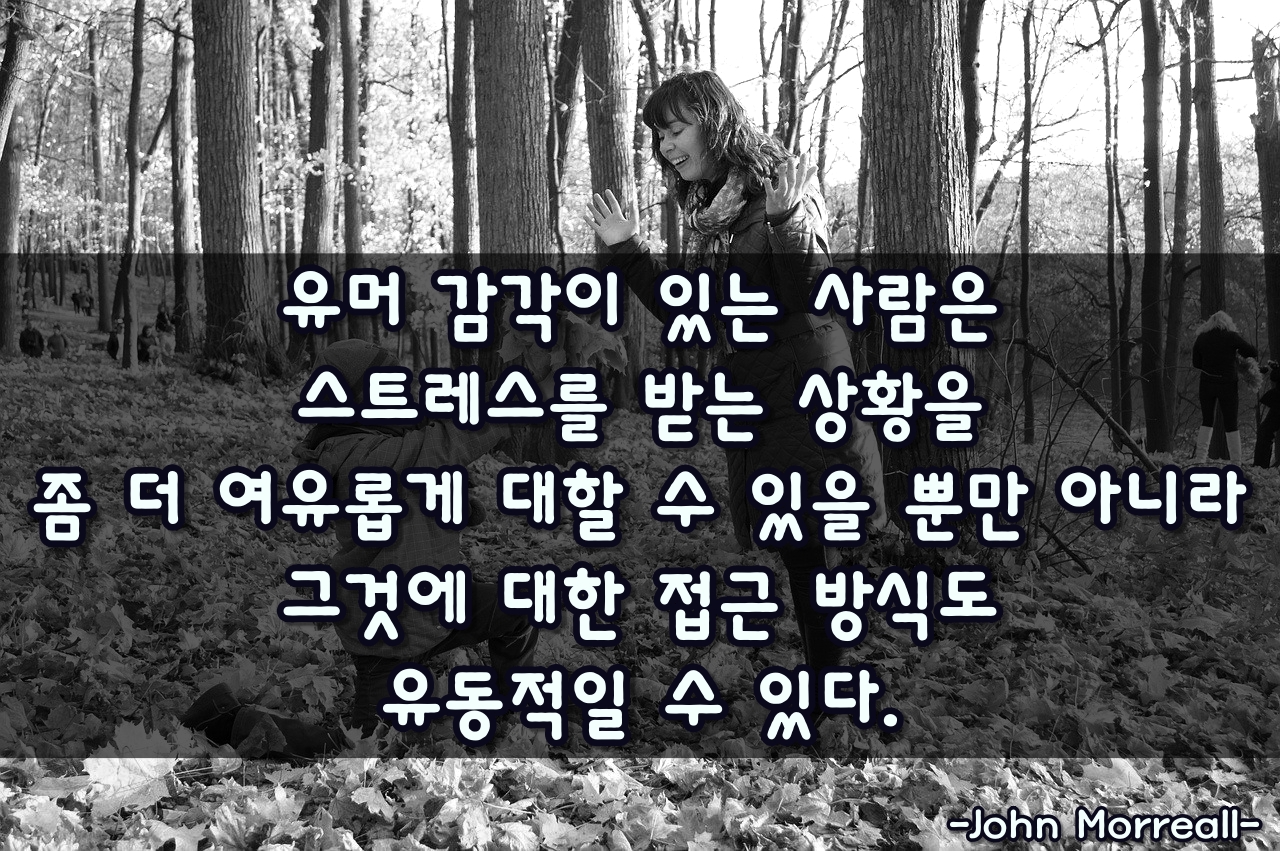 유머 감각이 있는 사람은
스트레스를 받는 상황을
좀 더 여유롭게 대할 수 있을 뿐만 아니라
그것에 대한 접근 방식도
유동적일 수 있다.
-John Morreall-